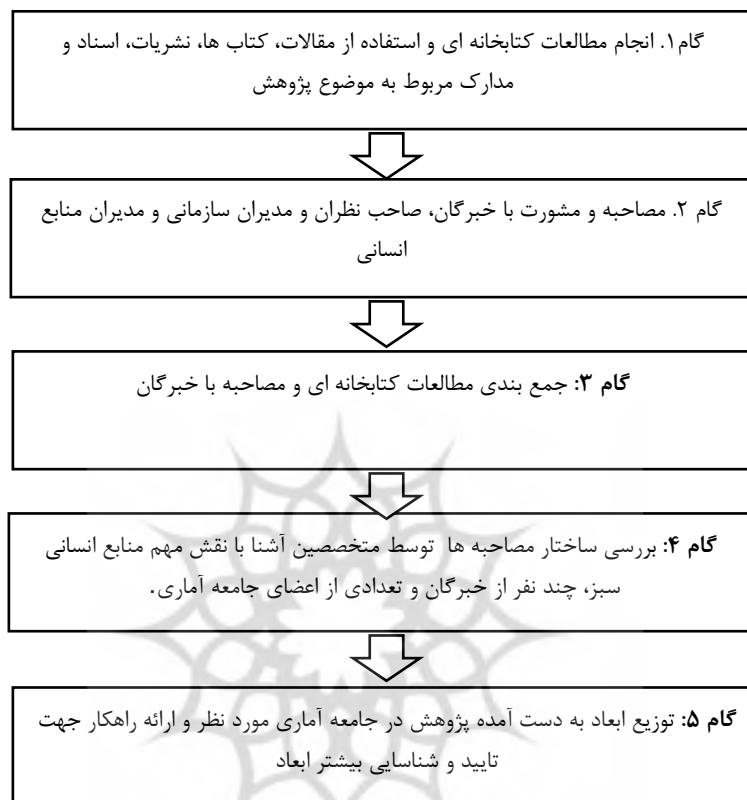 گام۱. انجام مطالعات کتابخانه ای و استفاده از مقالات، کتاب ها، نشریات، اسناد و
مدارک مربوط به موضوع پژوهش
گام ۲. مصاحبه و مشورت با خبرگان، صاحب نظران و مدیران سازمانی و مدیران منابع
انسانی
گام ۳: جمع بندی مطالعات کتابخانه ای و مصاحبه با خبرگان
گام ۴: بررسی ساختار مصاحبه ها توسط متخصصین آشنا با نقش مهم منابع انسانی
سبز، چند نفر از خبرگان و تعدادی از اعضای جامعه آماری.
گام ۵: توزیع ابعاد به دست آمده پژوهش در جامعه آماری مورد نظر و ارائه راهکار جهت
تایید و شناسایی بیشتر ابعاد